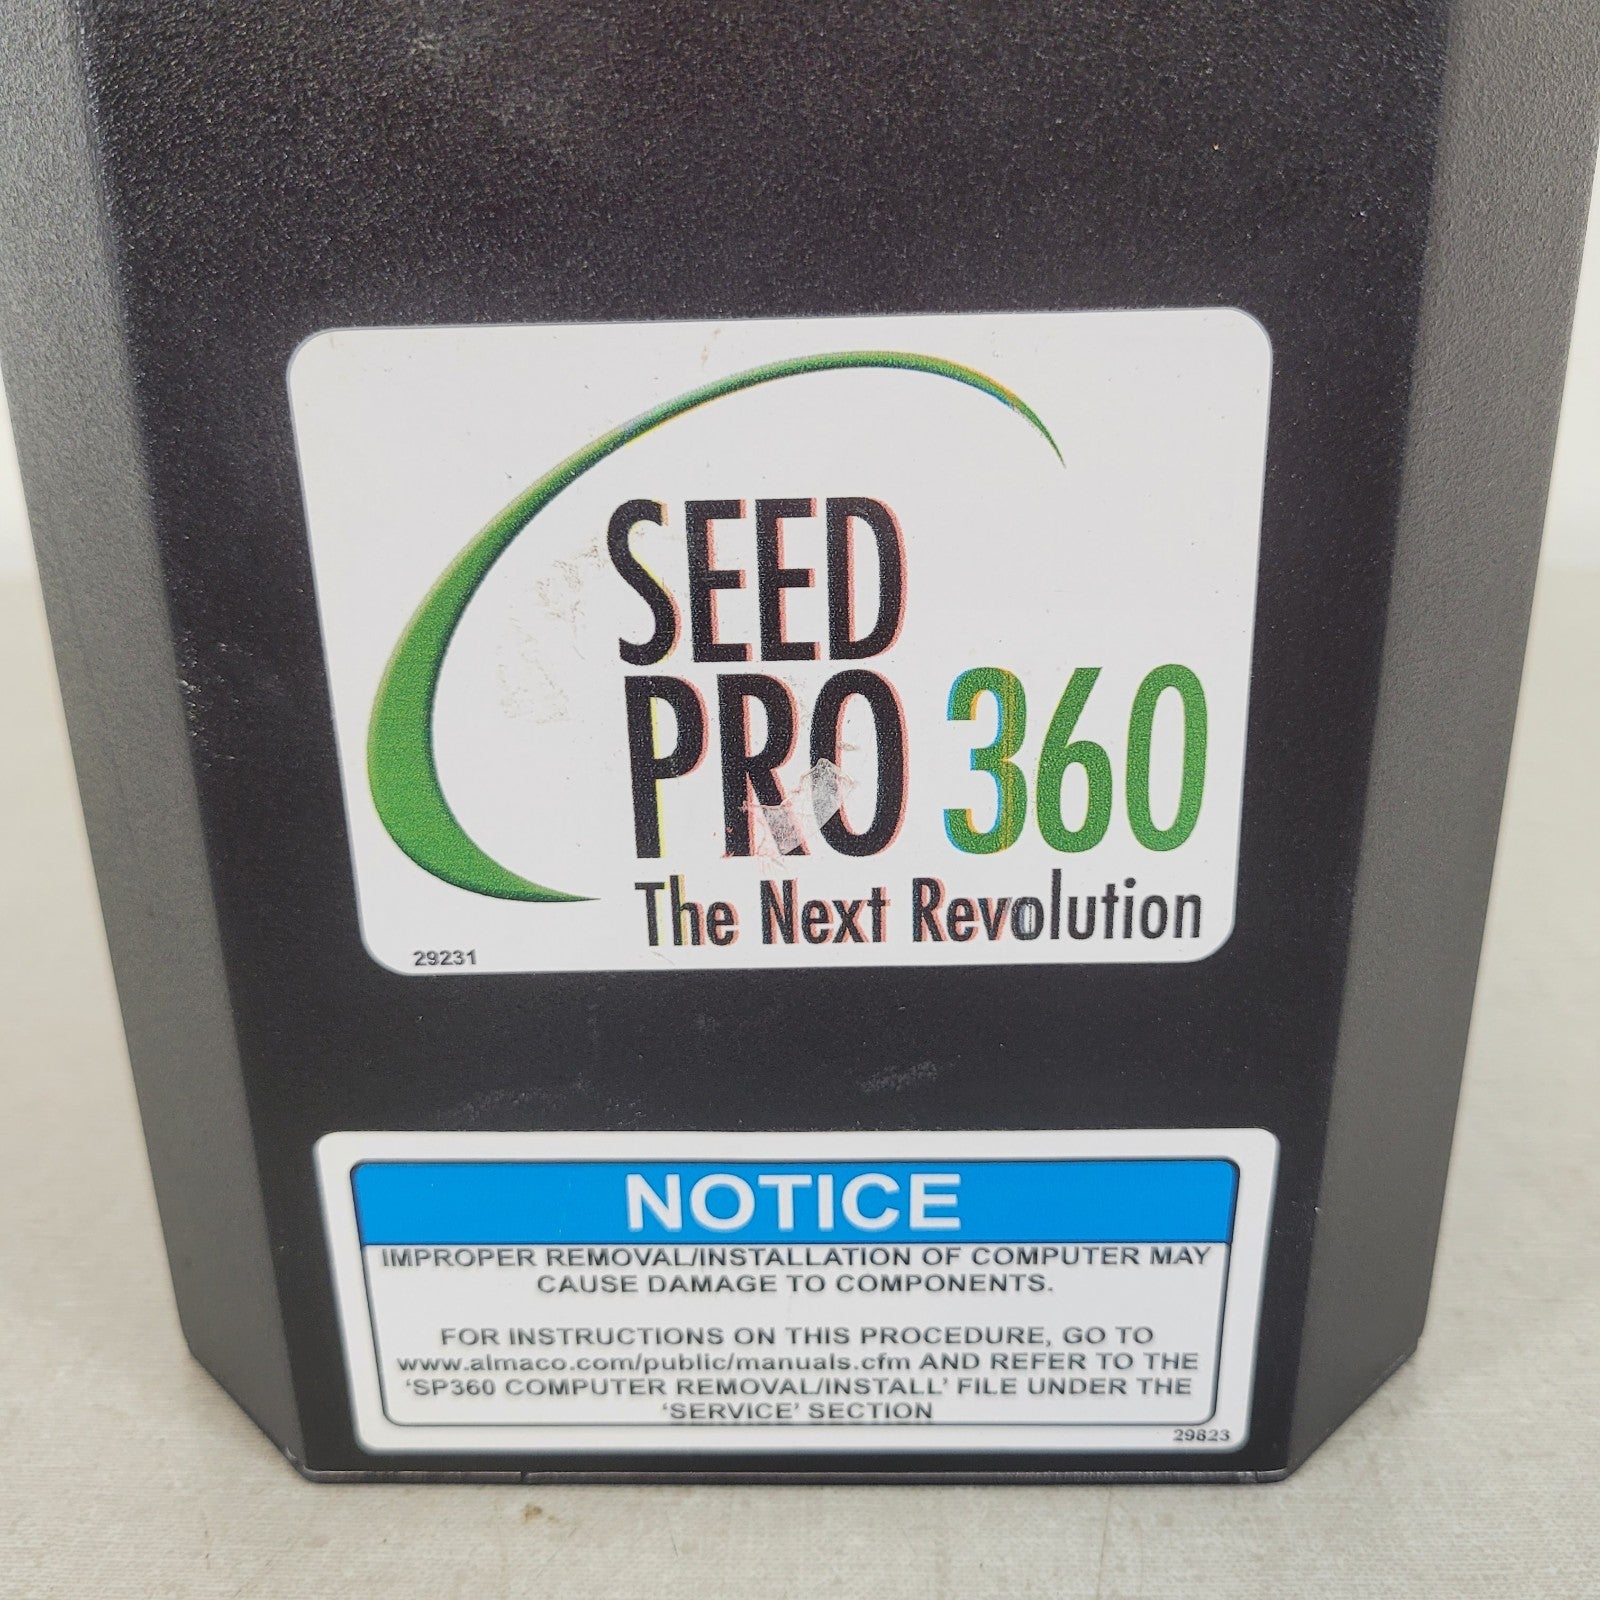 SEED
PRO 360
The Next Revolution
29231
NOTICE
IMPROPER REMOVAL/INSTALLATION OF COMPUTER MAY
CAUSE DAMAGE TO COMPONENTS.
FOR INSTRUCTIONS ON THIS PROCEDURE, GO TO
www.almaco.com/public/manuals.cfm AND REFER TO THE
‘SP360 COMPUTER REMOVAL/INSTALL’ FILE UNDER THE
‘SERVICE’ SECTION
29823